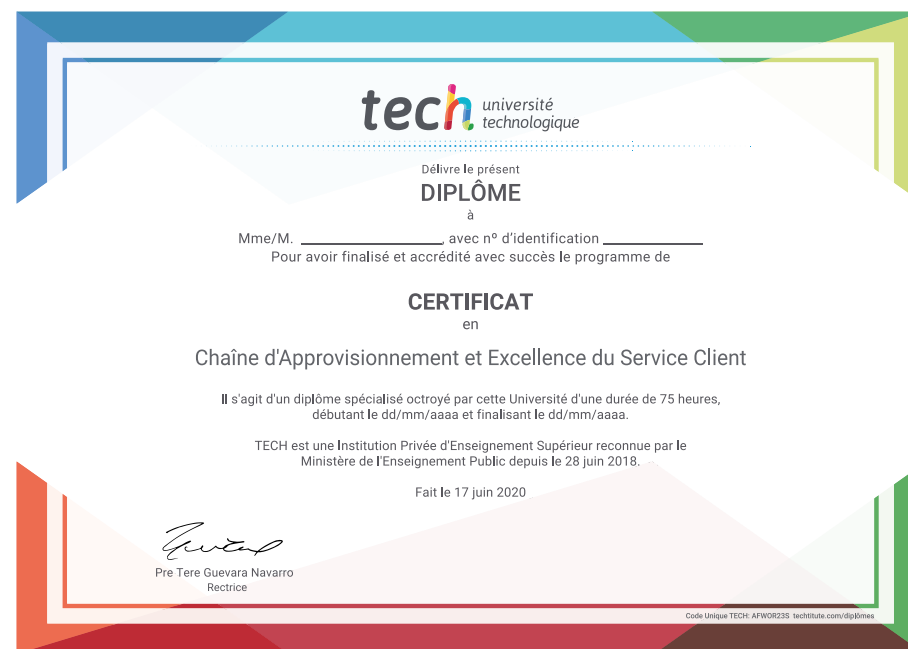 tech université
technologique
Délivre le présent
DIPLÔME
à
Mme/M. ____________, avec nº d'identification ____________
Pour avoir finalisé et accrédité avec succès le programme de
CERTIFICAT
en
Chaîne d'Approvisionnement et Excellence du Service Client
Il s'agit d'un diplôme spécialisé octroyé par cette Université d'une durée de 75 heures,
débutant le dd/mm/aaaa et finalisant le dd/mm/aaaa.
TECH est une Institution Privée d'Enseignement Supérieur reconnue par le
Ministère de l'Enseignement Public depuis le 28 juin 2018.
Fait le 17 juin 2020
Pre Tere Guevara Navarro
Rectrice
Code Unique TECH: AFWOR23S techtitute.com/diplômes